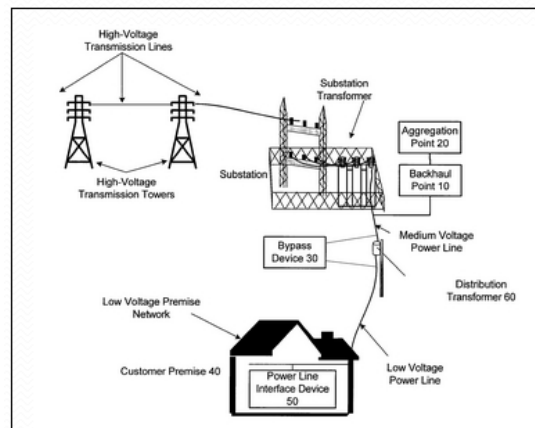 High-Voltage
Transmission Lines
Substation
Transformer
Aggregation
Point 20
High-Voltage
Transmission Towers
Substation
Backhaul
Point 10
Medium Voltage
Power Line
Bypass
Device 30
Distribution
Transformer 60
Low Voltage Premise
Network
Customer Premise 40
Power Line
Interface Device
50
Low Voltage
Power Line